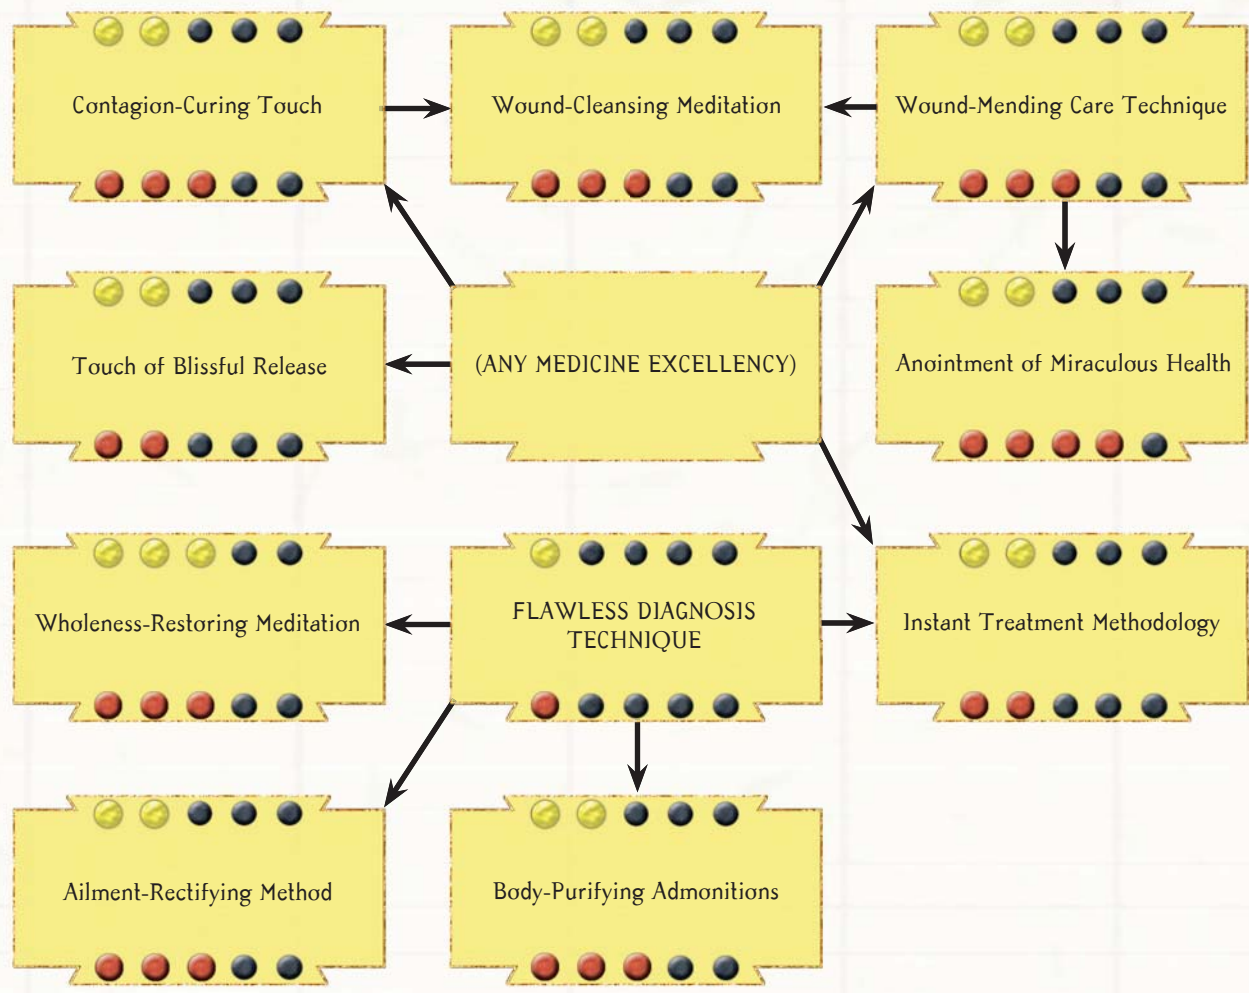 Contagion-Curing Touch
Wound-Cleansing Meditation
Wound-Mending Care Technique
Touch of Blissful Release
(ANY MEDICINE EXCELLENCY)
Anointment of Miraculous Health
Wholeness-Restoring Meditation
FLAWLESS DIAGNOSIS
TECHNIQUE
Instant Treatment Methodology
Ailment-Rectifying Method
Body-Purifying Admonitions